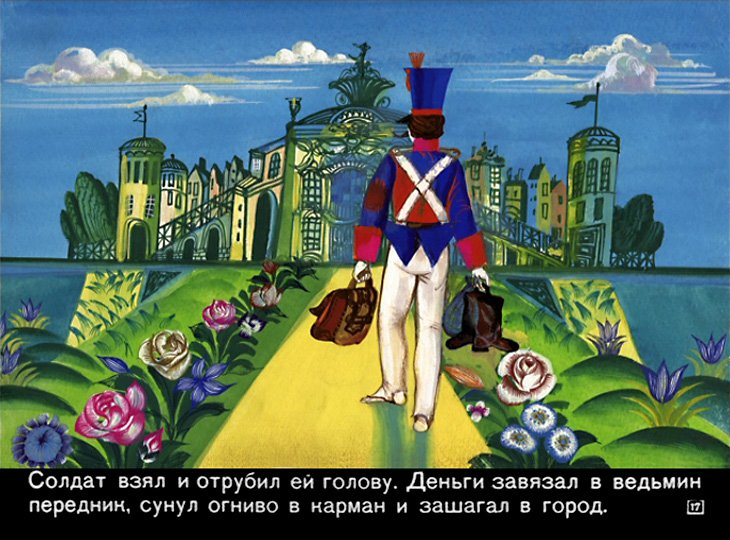 Солдат взял и отрубил ей голову. Деньги завязал в ведьмин
передник, сунул огниво в карман и зашагал в город. 17